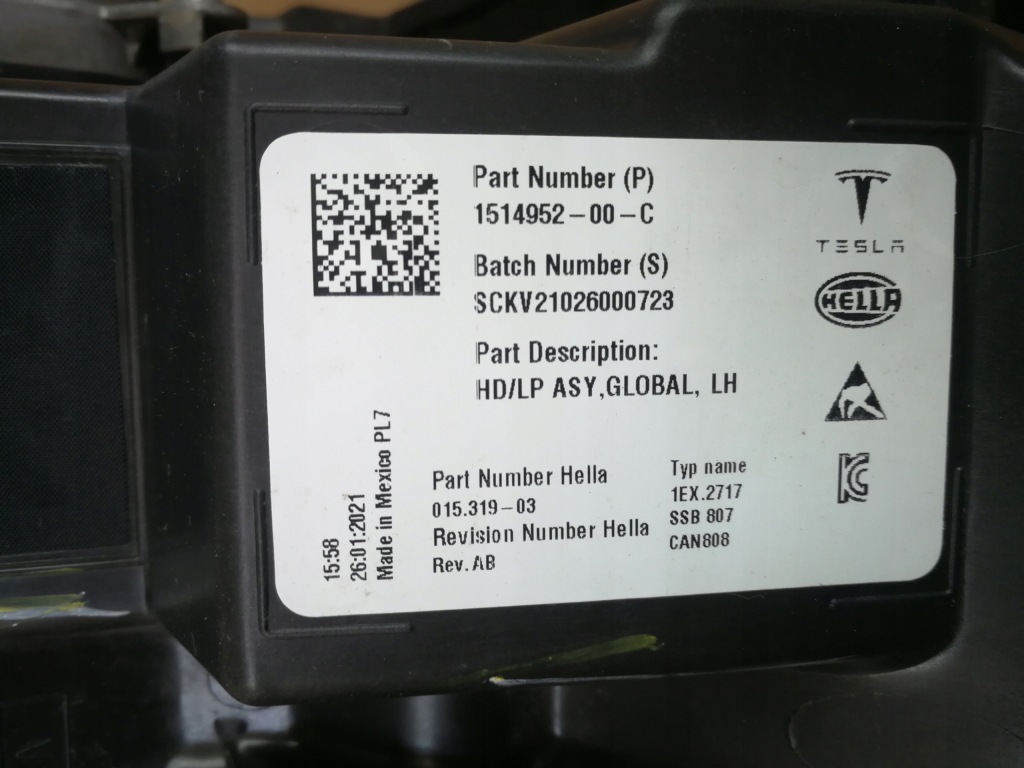 Part Number (P)
1514952-00-C
Batch Number (S)
SCKV21026000723
Part Description:
HD/LP ASY,GLOBAL, LH
TESLA
HELLA
15:58
26:01:2021
Made in Mexico PL7
Part Number Hella
015.319-03
Revision Number Hella
Rev. AB
Typ name
1EX.2717
SSB 807
CAN808